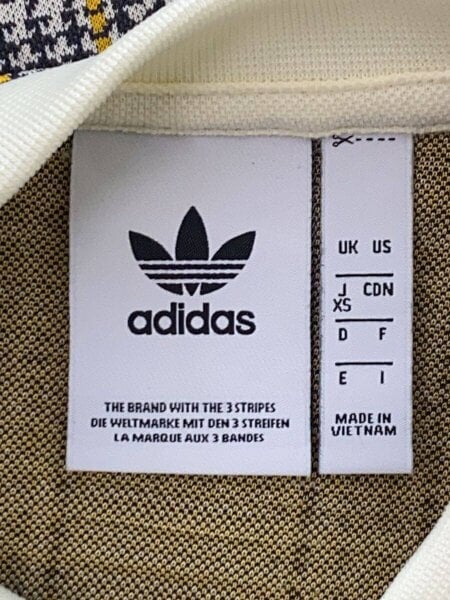 adidas
THE BRAND WITH THE 3 STRIPES
DIE WELTMARKE MIT DEN 3 STREIFEN
LA MARQUE AUX 3 BANDES
UK US
J CDN
XS
D F
E I
MADE IN
VIETNAM